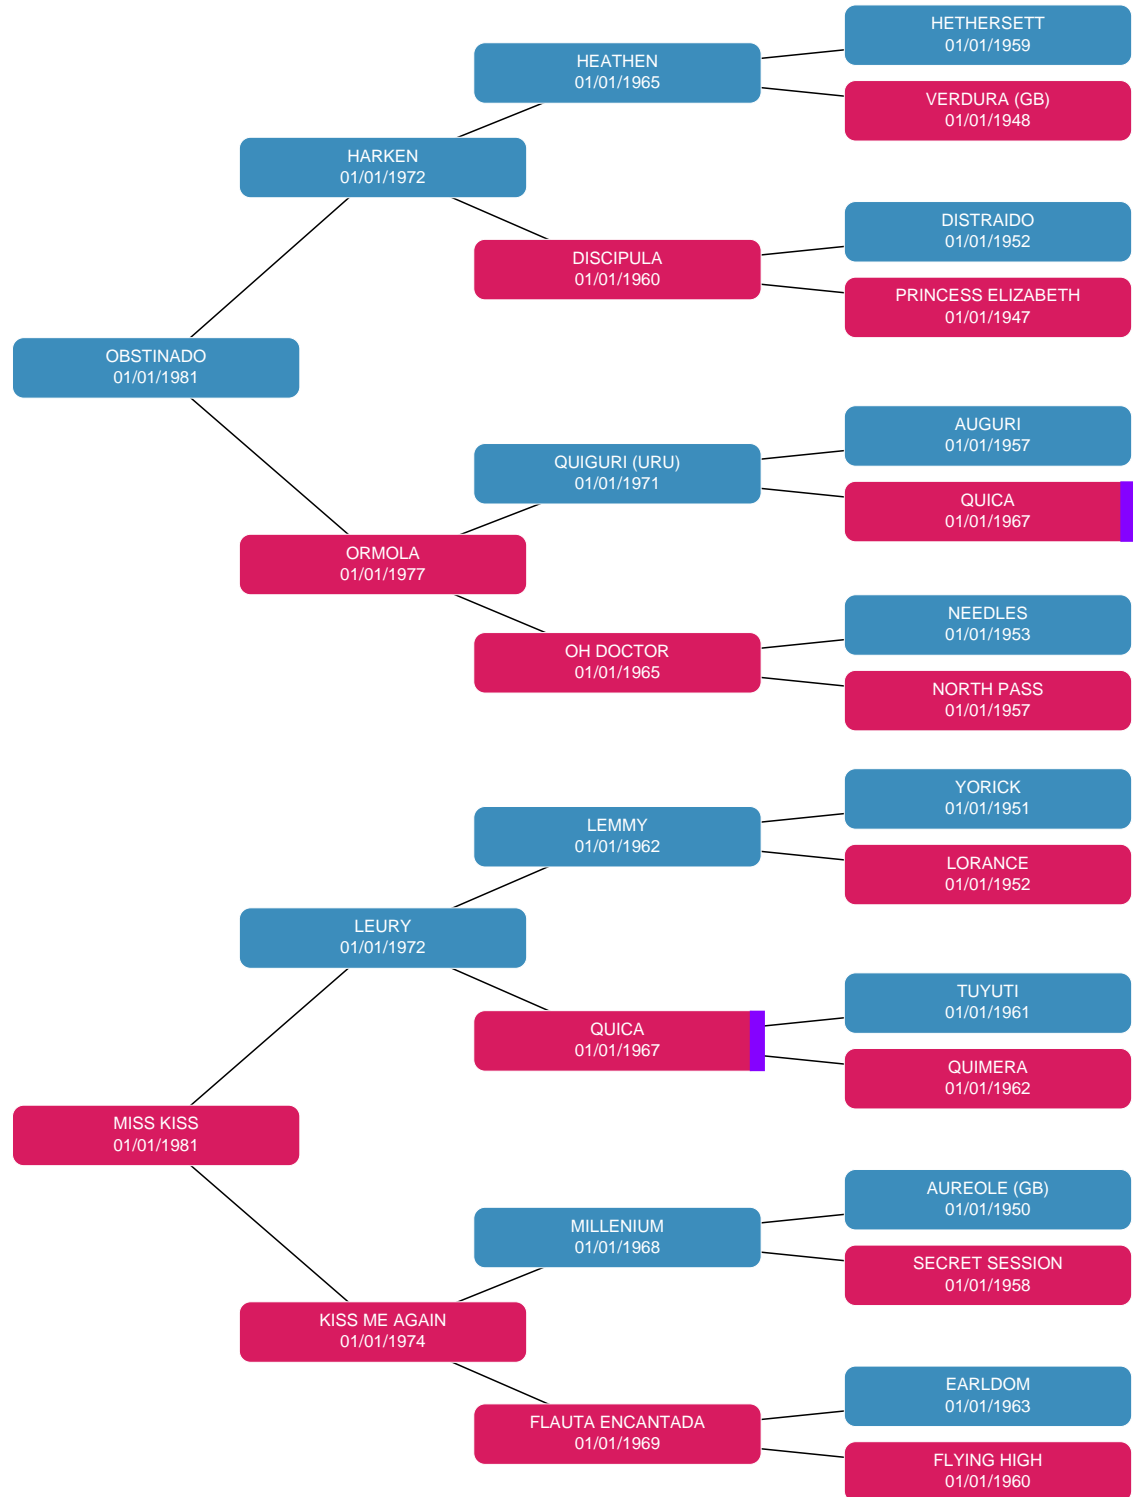 HETHERSETT
01/01/1959
HEATHEN
01/01/1965
VERDURA (GB)
01/01/1948
HARKEN
01/01/1972
DISTRAIDO
01/01/1952
DISCIPULA
01/01/1960
PRINCESS ELIZABETH
01/01/1947
OBSTINADO
01/01/1981
AUGURI
01/01/1957
QUIGURI (URU)
01/01/1971
QUICA
01/01/1967
ORMOLA
01/01/1977
NEEDLES
01/01/1953
OH DOCTOR
01/01/1965
NORTH PASS
01/01/1957
YORICK
01/01/1951
LEMMY
01/01/1962
LORANCE
01/01/1952
LEURY
01/01/1972
TUYUTI
01/01/1961
QUICA
01/01/1967
QUIMERA
01/01/1962
MISS KISS
01/01/1981
AUREOLE (GB)
01/01/1950
MILLENIUM
01/01/1968
SECRET SESSION
01/01/1958
KISS ME AGAIN
01/01/1974
EARLDOM
01/01/1963
FLAUTA ENCANTADA
01/01/1969
FLYING HIGH
01/01/1960